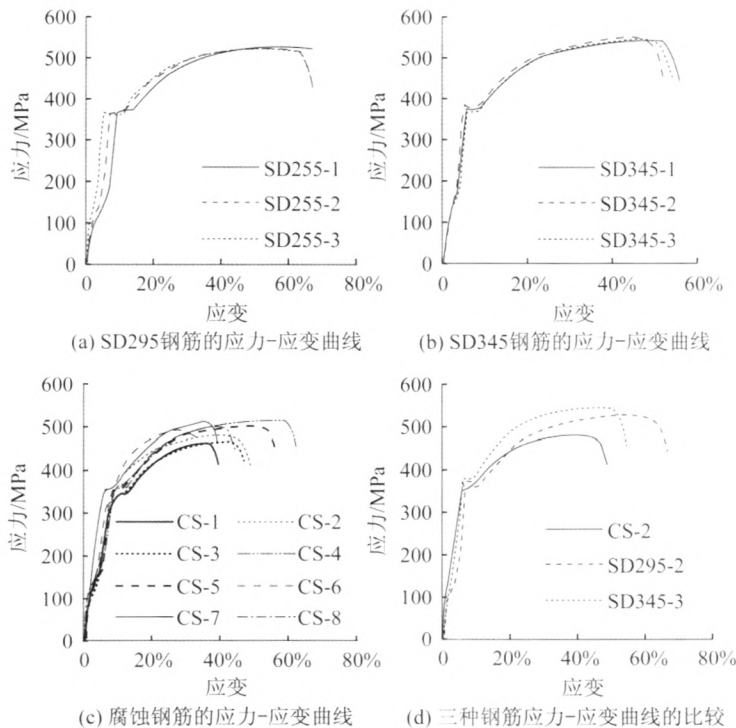 600
500
400
300
200
100
0
应力/MPa
SD255-1
SD255-2
SD255-3
0 20% 40% 60% 80%
应变
(a) SD295钢筋的应力-应变曲线
600
500
400
300
200
100
0
应力/MPa
SD345-1
SD345-2
SD345-3
0 20% 40% 60% 80%
应变
(b) SD345钢筋的应力-应变曲线
600
500
400
300
200
100
0
应力/MPa
CS-1 CS-2
CS-3 CS-4
CS-5 CS-6
CS-7 CS-8
0 20% 40% 60% 80%
应变
(c) 腐蚀钢筋的应力-应变曲线
600
500
400
300
200
100
0
应力/MPa
CS-2
SD295-2
SD345-3
0 20% 40% 60% 80%
应变
(d) 三种钢筋应力-应变曲线的比较